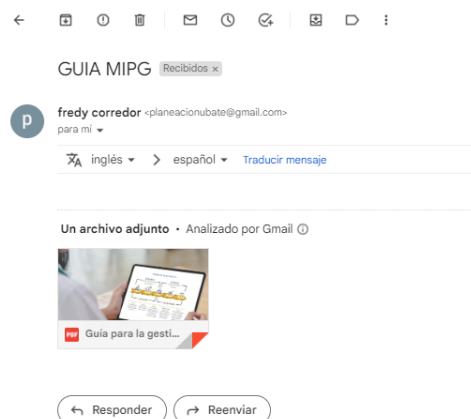 GUIA MIPG Recibidos ×
p
fredy corredor <planeacionubate@gmail.com>
para mí
inglés > español Traducir mensaje
Un archivo adjunto • Analizado por Gmail
PDF Guía para la gesti...
Responder Reenviar